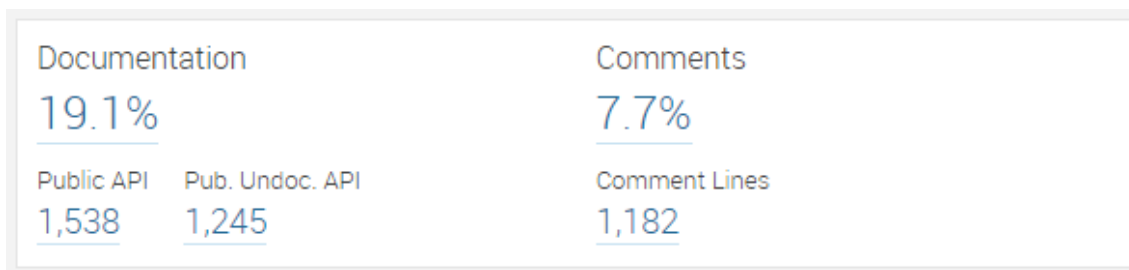 Documentation
19.1%
Public API Pub. Undoc. API
1,538 1,245
Comments
7.7%
Comment Lines
1,182